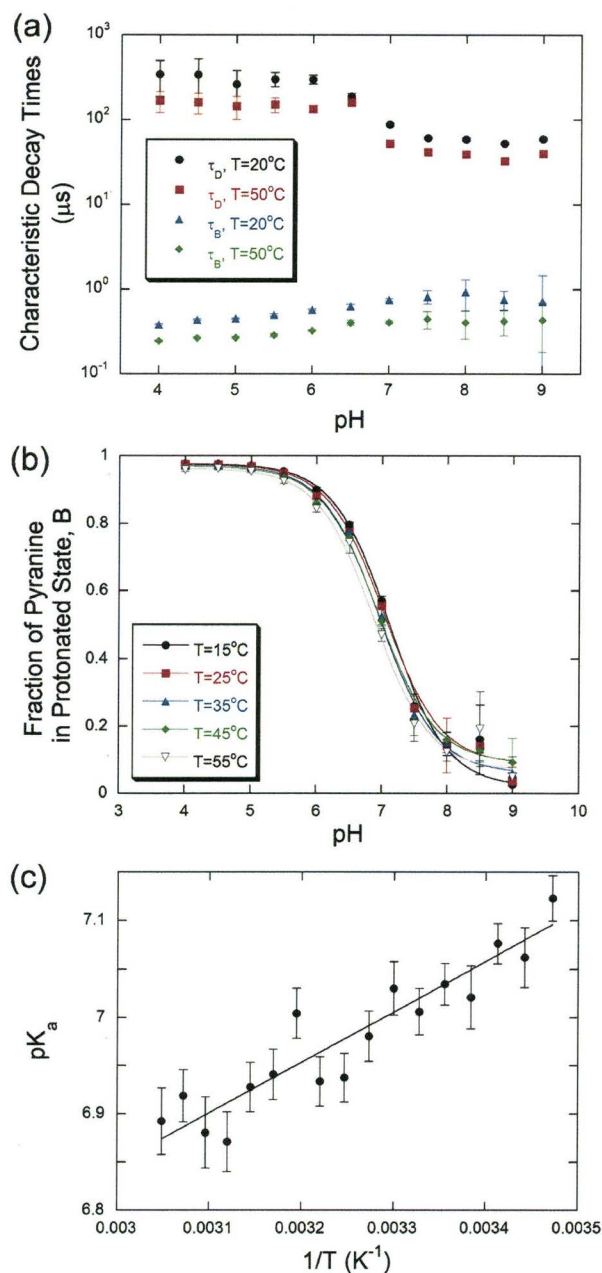 (a)
Characteristic Decay Times
(μs)
10³
10²
10¹
10⁰
10⁻¹
τD, T=20°C
τD, T=50°C
τB, T=20°C
τB, T=50°C
4 5 6 7 8 9
pH
(b)
Fraction of Pyranine
in Protonated State, B
1
0.8
0.6
0.4
0.2
0
T=15°C
T=25°C
T=35°C
T=45°C
T=55°C
3 4 5 6 7 8 9 10
pH
(c)
pKa
7.1
7
6.9
6.8
0.003 0.0031 0.0032 0.0033 0.0034 0.0035
1/T (K⁻¹)